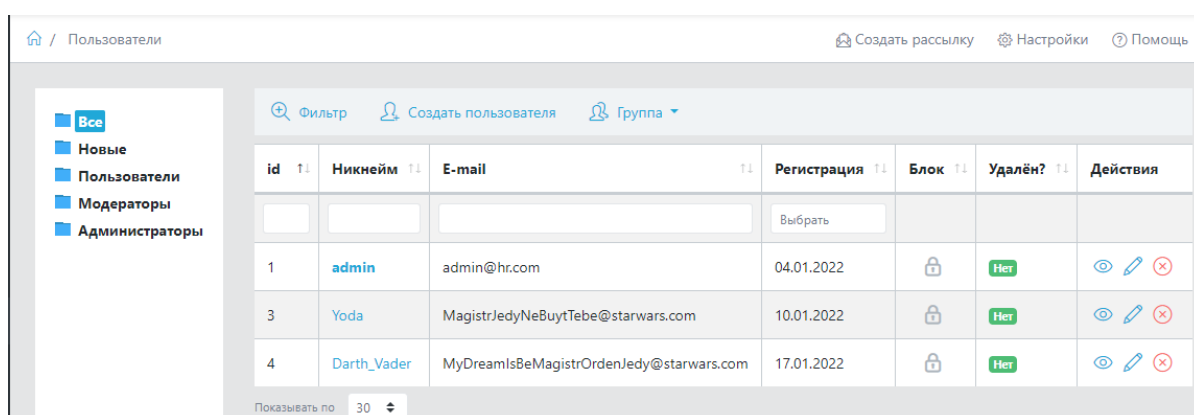 / Пользователи
Создать рассылку Настройки Помощь
Все
Новые
Пользователи
Модераторы
Администраторы
Фильтр Создать пользователя Группа
id Никнейм E-mail Регистрация Блок Удалён? Действия
Выбрать
1 admin admin@hr.com 04.01.2022 Нет
3 Yoda MagistrJedyNeBuytTebe@starwars.com 10.01.2022 Нет
4 Darth_Vader MyDreamIsBeMagistrOrdenJedy@starwars.com 17.01.2022 Нет
Показывать по 30